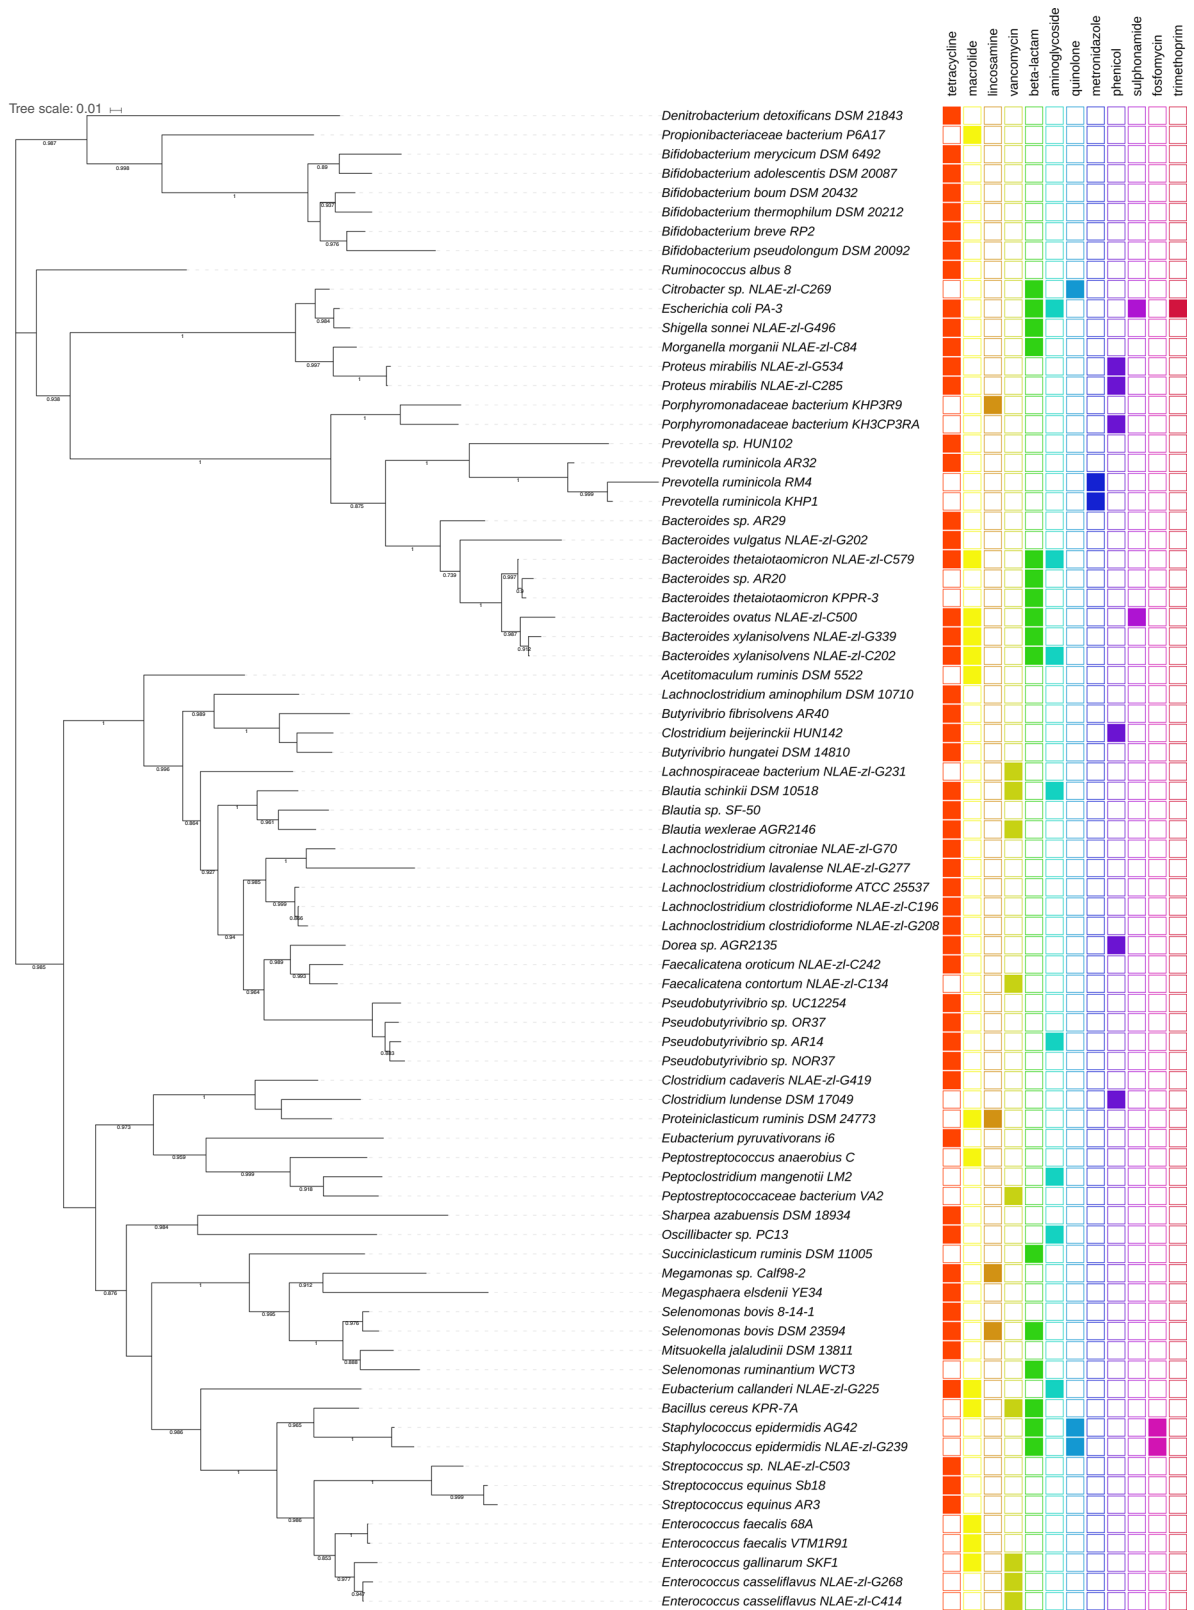 tetracycline
macrolide
lincosamine
vancomycin
beta-lactam
aminoglycoside
quinolone
metronidazole
phenicol
sulphonamide
fosfomycin
trimethoprim
Tree scale: 0.01
Denitrobacterium detoxificans DSM 21843
Propionibacteriaceae bacterium P6A17
Bifidobacterium merycicum DSM 6492
Bifidobacterium adolescentis DSM 20087
Bifidobacterium boum DSM 20432
Bifidobacterium thermophilum DSM 20212
Bifidobacterium breve RP2
Bifidobacterium pseudolongum DSM 20092
Ruminococcus albus 8
Citrobacter sp. NLAE-zl-C269
Escherichia coli PA-3
Shigella sonnei NLAE-zl-G496
Morganella morganii NLAE-zl-C84
Proteus mirabilis NLAE-zl-G534
Proteus mirabilis NLAE-zl-C285
Porphyromonadaceae bacterium KHP3R9
Porphyromonadaceae bacterium KH3CP3RA
Prevotella sp. HUN102
Prevotella ruminicola AR32
Prevotella ruminicola RM4
Prevotella ruminicola KHP1
Bacteroides sp. AR29
Bacteroides vulgatus NLAE-zl-G202
Bacteroides thetaiotaomicron NLAE-zl-C579
Bacteroides sp. AR20
Bacteroides thetaiotaomicron KPPR-3
Bacteroides ovatus NLAE-zl-C500
Bacteroides xylanisolvens NLAE-zl-G339
Bacteroides xylanisolvens NLAE-zl-C202
Acetitomaculum ruminis DSM 5522
Lachnoclostridium aminophilum DSM 10710
Butyrivibrio fibrisolvens AR40
Clostridium beijerinckii HUN142
Butyrivibrio hungatei DSM 14810
Lachnospiraceae bacterium NLAE-zl-G231
Blautia schinkii DSM 10518
Blautia sp. SF-50
Blautia wexlerae AGR2146
Lachnoclostridium citroniae NLAE-zl-G70
Lachnoclostridium lavalense NLAE-zl-G277
Lachnoclostridium clostridioforme ATCC 25537
Lachnoclostridium clostridioforme NLAE-zl-C196
Lachnoclostridium clostridioforme NLAE-zl-G208
Dorea sp. AGR2135
Faecalicatena oroticum NLAE-zl-C242
Faecalicatena contortum NLAE-zl-C134
Pseudobutyrivibrio sp. UC12254
Pseudobutyrivibrio sp. OR37
Pseudobutyrivibrio sp. AR14
Pseudobutyrivibrio sp. NOR37
Clostridium cadaveris NLAE-zl-G419
Clostridium lundense DSM 17049
Proteiniclasticum ruminis DSM 24773
Eubacterium pyruvativorans i6
Peptostreptococcus anaerobius C
Peptoclostridium mangenotii LM2
Peptostreptococcaceae bacterium VA2
Sharpea azabuensis DSM 18934
Oscillibacter sp. PC13
Succiniclasticum ruminis DSM 11005
Megamonas sp. Calf98-2
Megasphaera elsdenii YE34
Selenomonas bovis 8-14-1
Selenomonas bovis DSM 23594
Mitsuokella jalaludinii DSM 13811
Selenomonas ruminantium WCT3
Eubacterium callanderi NLAE-zl-G225
Bacillus cereus KPR-7A
Staphylococcus epidermidis AG42
Staphylococcus epidermidis NLAE-zl-G239
Streptococcus sp. NLAE-zl-C503
Streptococcus equinus Sb18
Streptococcus equinus AR3
Enterococcus faecalis 68A
Enterococcus faecalis VTM1R91
Enterococcus gallinarum SKF1
Enterococcus casseliflavus NLAE-zl-G268
Enterococcus casseliflavus NLAE-zl-C414